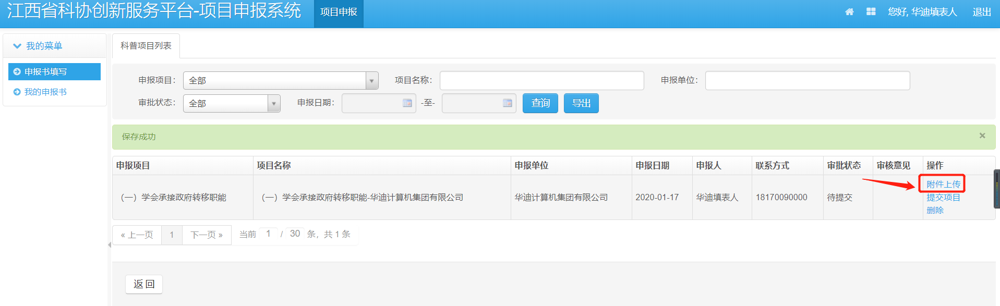 江西省科协创新服务平台-项目申报系统 项目申报 您好, 华迪填表人 退出
我的菜单
申报书填写
我的申报书
科普项目列表
申报项目： 全部 项目名称： 申报单位：
审批状态： 全部 申报日期： -至- 查询 导出
保存成功 ×
申报项目 项目名称 申报单位 申报日期 申报人 联系方式 审批状态 审核意见 操作
（一）学会承接政府转移职能 （一）学会承接政府转移职能-华迪计算机集团有限公司 华迪计算机集团有限公司 2020-01-17 华迪填表人 18170090000 待提交
附件上传
提交项目
删除
« 上一页 1 下一页 » 当前 1 / 30 条，共 1 条
返 回